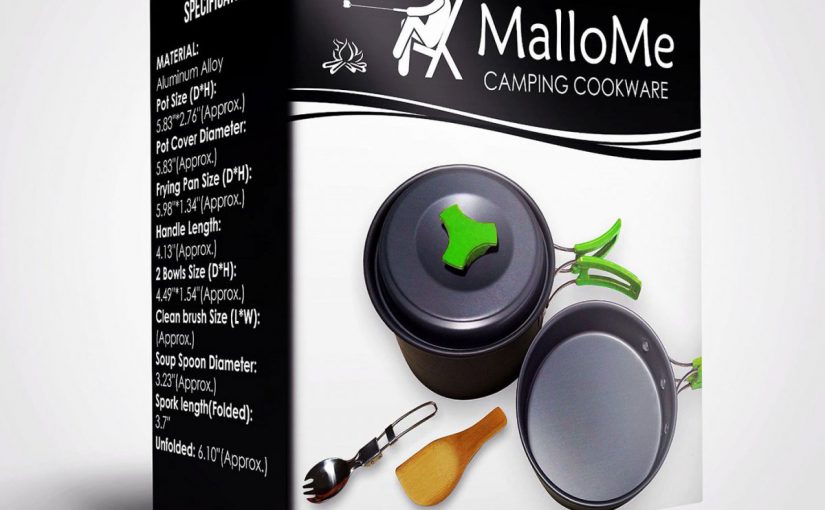 MATERIAL:
Aluminum Alloy
Pot Size (D*H):
5.83"*2.76"(Approx.)
Pot Cover Diameter:
5.83"(Approx.)
Frying Pan Size (D*H):
5.98"*1.34"(Approx.)
Handle Length:
4.13"(Approx.)
2 Bowls Size (D*H):
4.49"*1.54"(Approx.)
Clean brush Size (L*W):
(Approx.)
Soup Spoon Diameter:
3.23"(Approx.)
Spork length(Folded):
3.7"
Unfolded: 6.10"(Approx.)
MalloMe
CAMPING COOKWARE